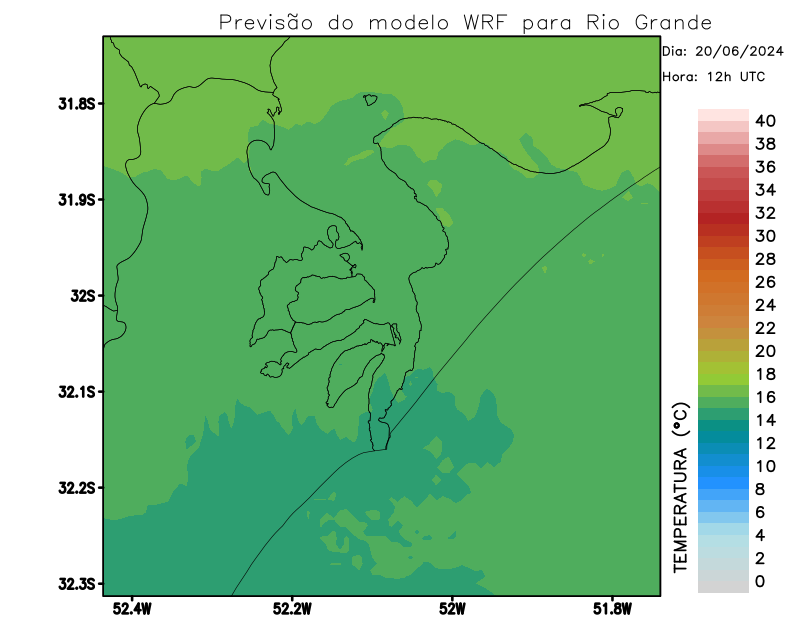 Previsão do modelo WRF para Rio Grande
Dia: 20/06/2024
Hora: 12h UTC
31.8S
31.9S
32S
32.1S
32.2S
32.3S
52.4W
52.2W
52W
51.8W
TEMPERATURA (°C)
40
38
36
34
32
30
28
26
24
22
20
18
16
14
12
10
8
6
4
2
0